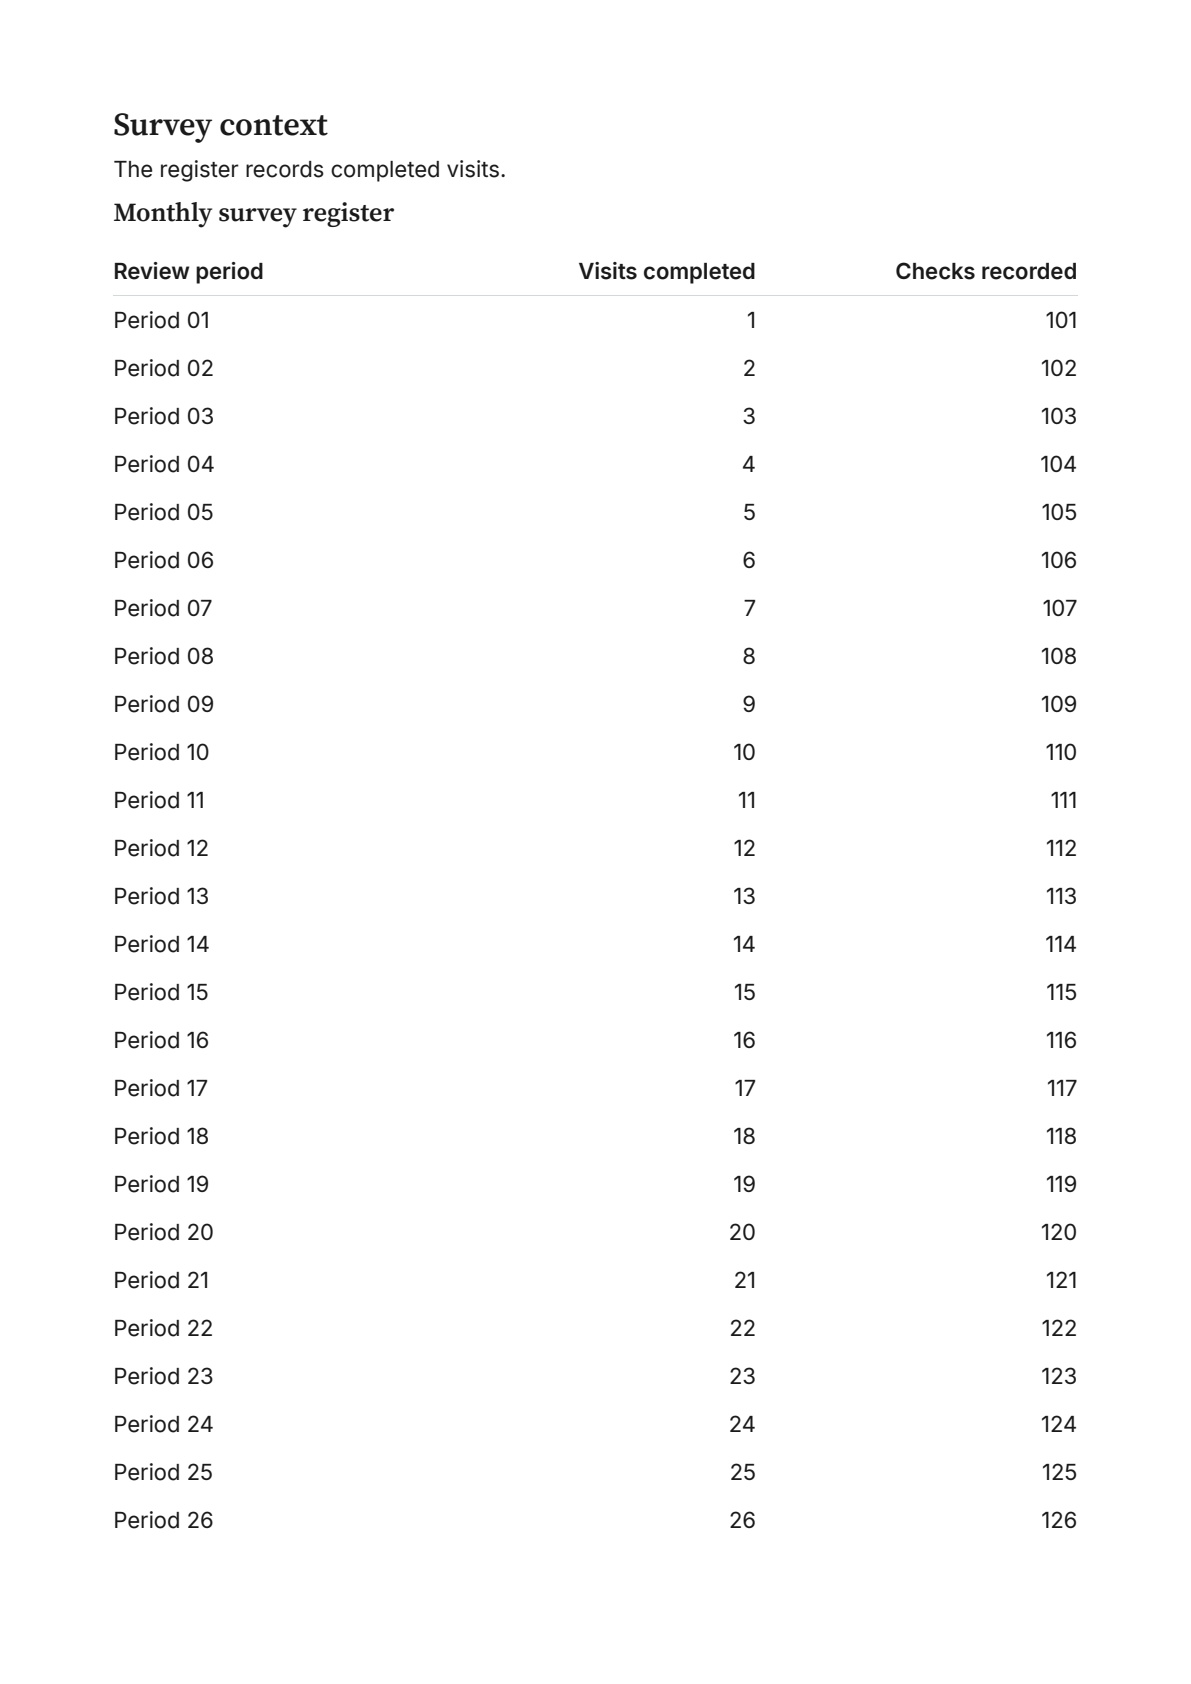 Survey context
The register records completed visits.
Monthly survey register
Review period Visits completed Checks recorded
Period 01 1 101
Period 02 2 102
Period 03 3 103
Period 04 4 104
Period 05 5 105
Period 06 6 106
Period 07 7 107
Period 08 8 108
Period 09 9 109
Period 10 10 110
Period 11 11 111
Period 12 12 112
Period 13 13 113
Period 14 14 114
Period 15 15 115
Period 16 16 116
Period 17 17 117
Period 18 18 118
Period 19 19 119
Period 20 20 120
Period 21 21 121
Period 22 22 122
Period 23 23 123
Period 24 24 124
Period 25 25 125
Period 26 26 126